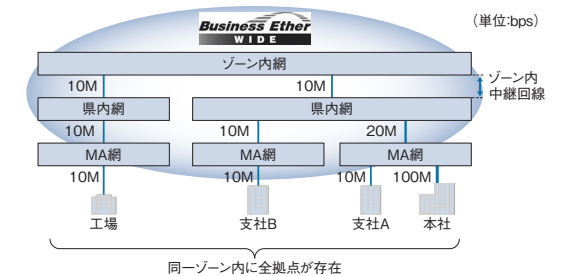 Business Ether
WIDE
(単位:bps)
ゾーン内網
10M 10M
ゾーン内
中継回線
県内網 県内網
10M 10M 20M
MA網 MA網 MA網
10M 10M 10M 100M
工場 支社B 支社A 本社
同一ゾーン内に全拠点が存在